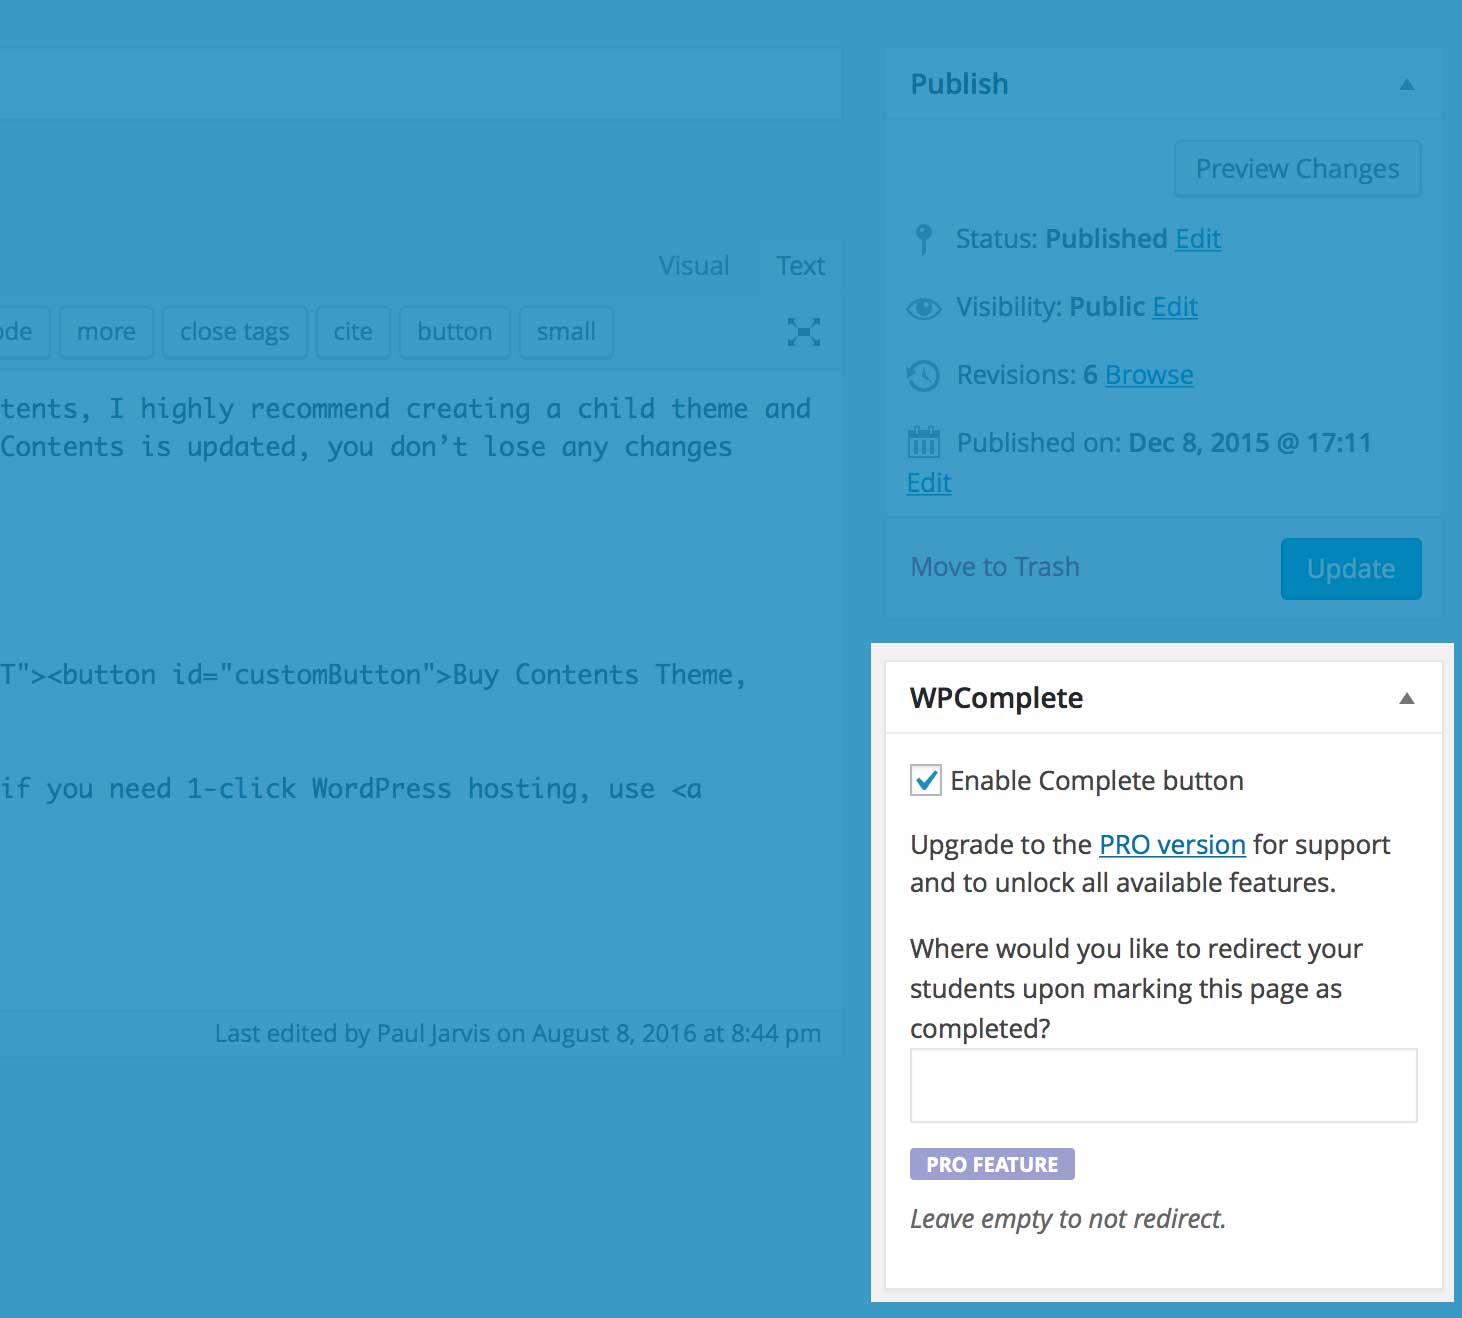 Visual Text
de more close tags cite button small
tents, I highly recommend creating a child theme and
Contents is updated, you don’t lose any changes
T"><button id="customButton">Buy Contents Theme,
if you need 1-click WordPress hosting, use <a
Last edited by Paul Jarvis on August 8, 2016 at 8:44 pm
Publish
Preview Changes
Status: Published Edit
Visibility: Public Edit
Revisions: 6 Browse
Published on: Dec 8, 2015 @ 17:11
Edit
Move to Trash Update
WPComplete
Enable Complete button
Upgrade to the PRO version for support
and to unlock all available features.
Where would you like to redirect your
students upon marking this page as
completed?
PRO FEATURE
Leave empty to not redirect.